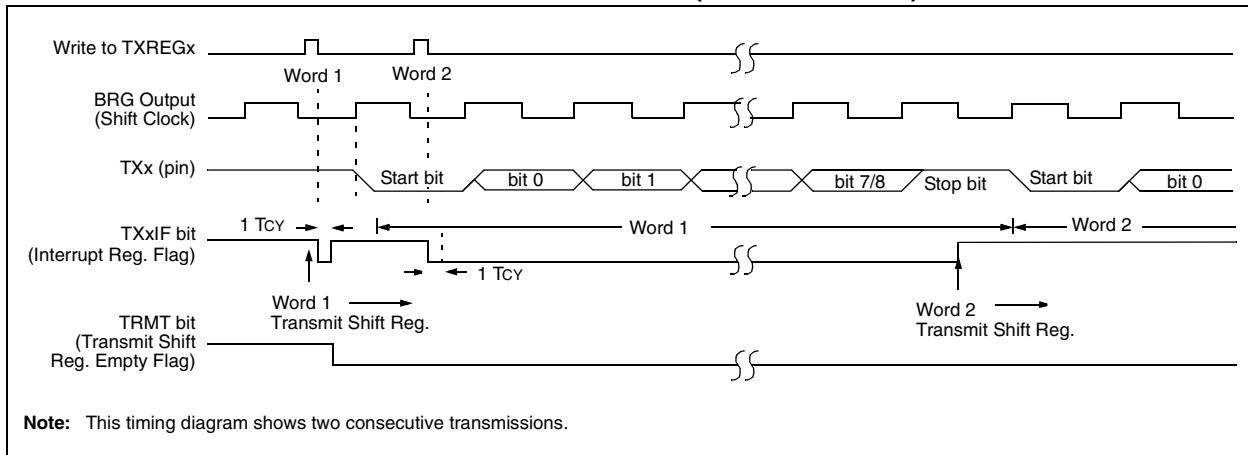 Write to TXREGx
Word 1
Word 2
BRG Output
(Shift Clock)
TXx (pin)
Start bit
bit 0
bit 1
bit 7/8
Stop bit
Start bit
bit 0
1 TCY
Word 1
Word 2
TXxIF bit
(Interrupt Reg. Flag)
1 TCY
Word 1
Transmit Shift Reg.
Word 2
Transmit Shift Reg.
TRMT bit
(Transmit Shift
Reg. Empty Flag)
Note: This timing diagram shows two consecutive transmissions.